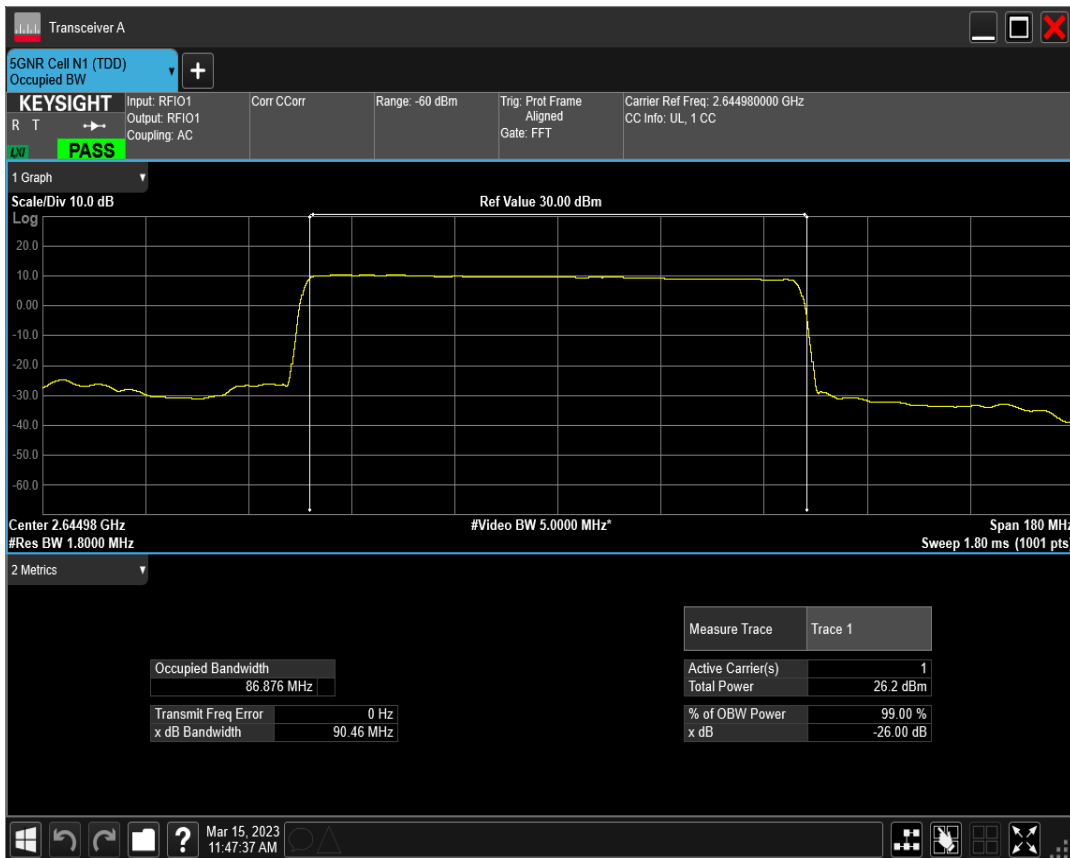 Transceiver A
5GNR Cell N1 (TDD)
Occupied BW
KEYSIGHT
R T
LXI
PASS
Input: RFIO1
Output: RFIO1
Coupling: AC
Corr CCorr
Range: -60 dBm
Trig: Prot Frame
Aligned
Gate: FFT
Carrier Ref Freq: 2.644980000 GHz
CC Info: UL, 1 CC
1 Graph
Scale/Div 10.0 dB
Ref Value 30.00 dBm
Log
20.0
10.0
0.00
-10.0
-20.0
-30.0
-40.0
-50.0
-60.0
Center 2.64498 GHz
#Video BW 5.0000 MHz*
Span 180 MHz
#Res BW 1.8000 MHz
Sweep 1.80 ms (1001 pts)
2 Metrics
Measure Trace Trace 1
Occupied Bandwidth
86.876 MHz
Active Carrier(s) 1
Total Power 26.2 dBm
Transmit Freq Error 0 Hz
x dB Bandwidth 90.46 MHz
% of OBW Power 99.00 %
x dB -26.00 dB
?
Mar 15, 2023
11:47:37 AM